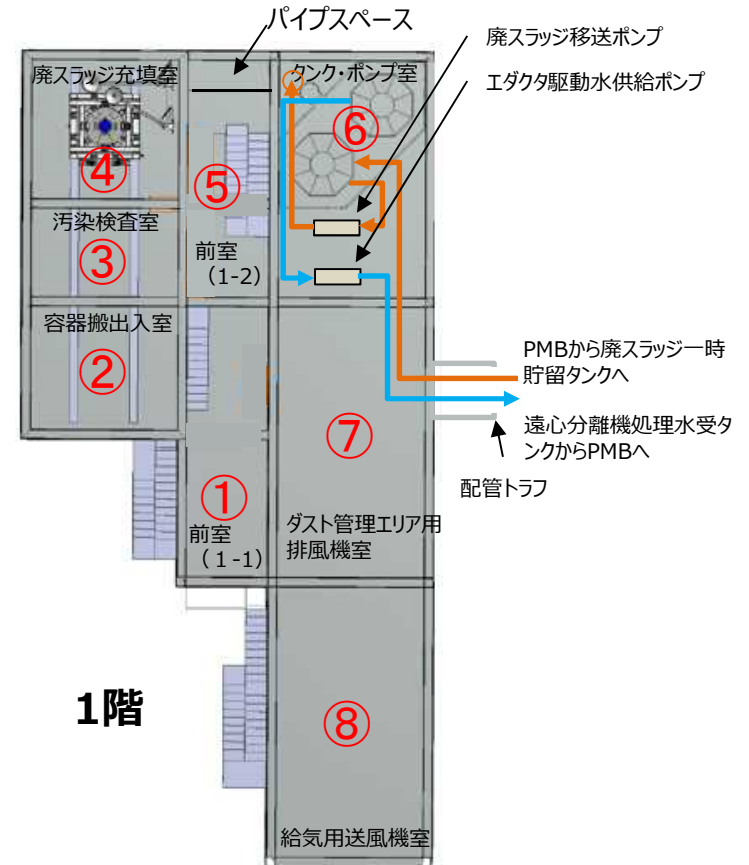 パイプスペース
廃スラッジ移送ポンプ
廃スラッジ充填室
タンク・ポンプ室
エダクタ駆動水供給ポンプ
⑥
④
⑤
汚染検査室
③
前室
(1-2)
容器搬出入室
②
PMBから廃スラッジ一時
貯留タンクへ
遠心分離機処理水受タ
ンクからPMBへ
⑦
配管トラフ
①
前室
(1-1)
ダスト管理エリア用
排風機室
1階
⑧
給気用送風機室